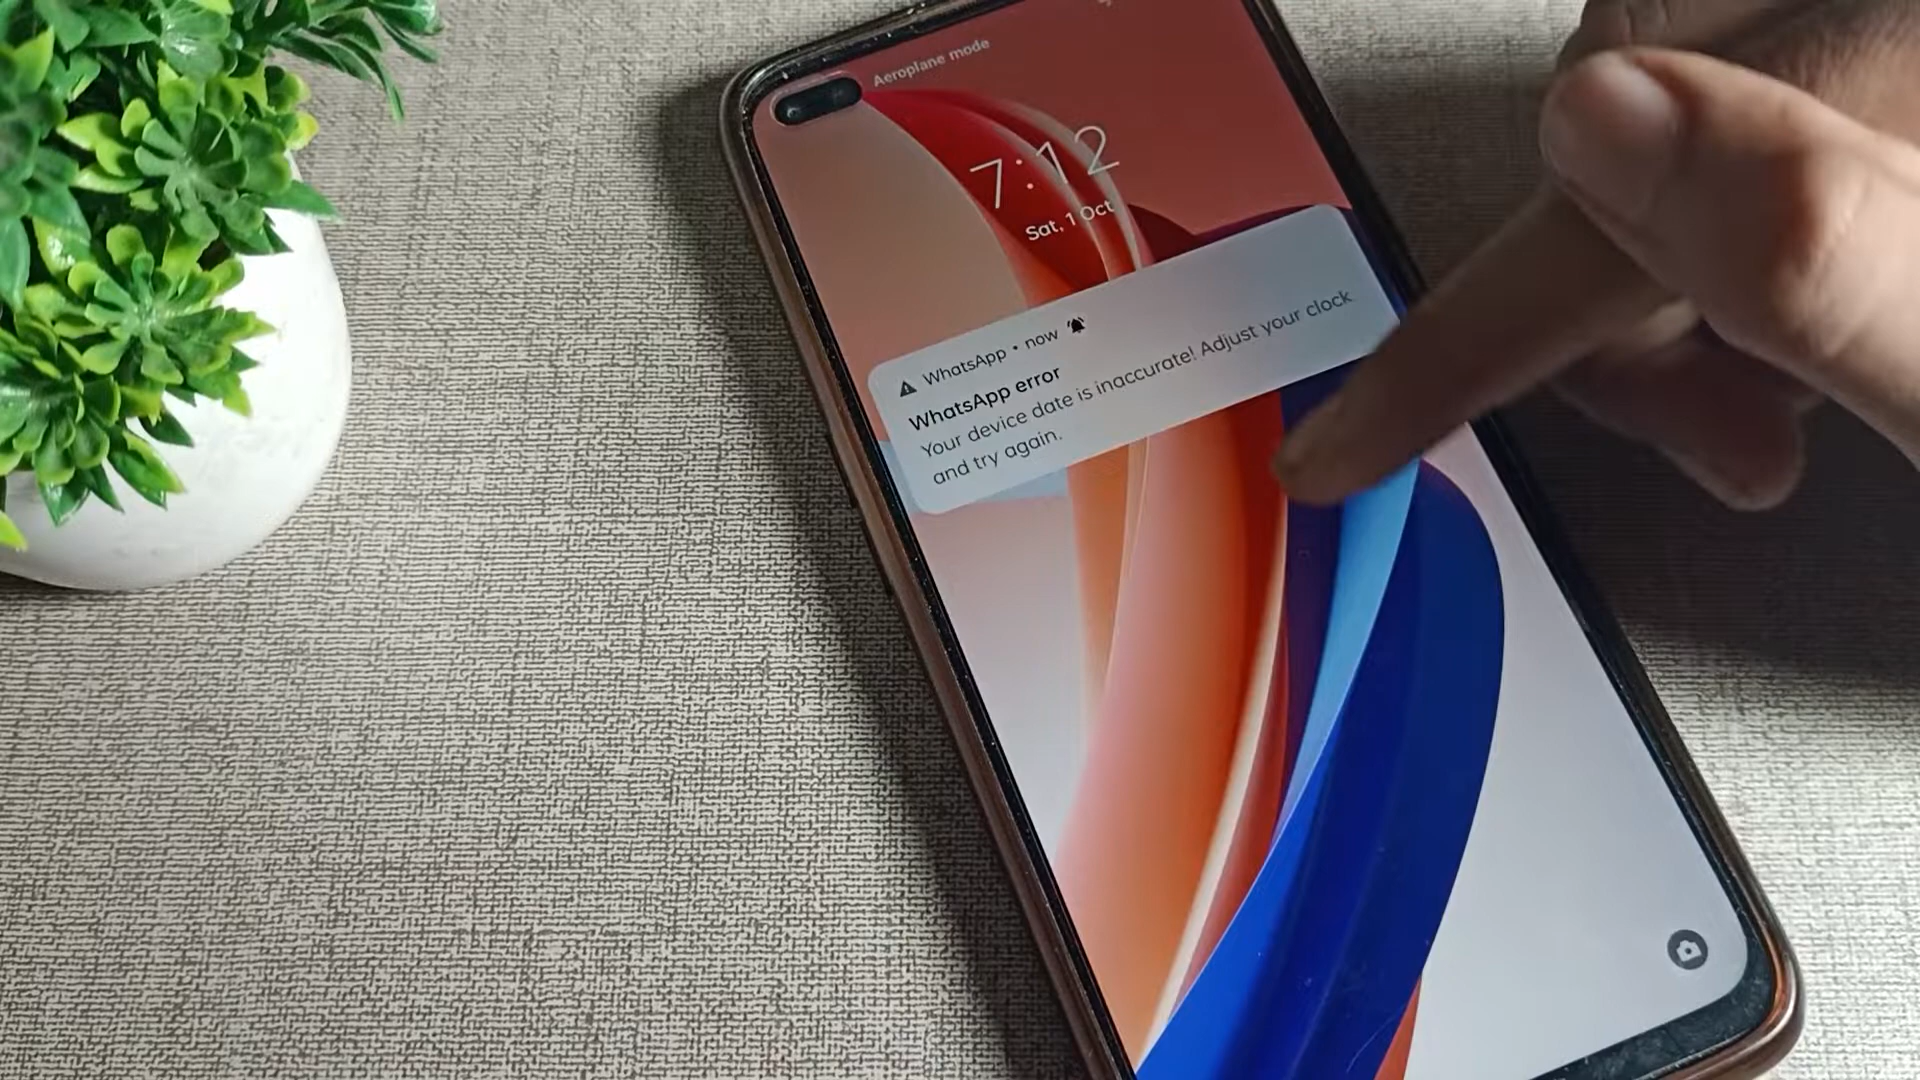 Aeroplane mode
7:12
Sat, 1 Oct
WhatsApp • now
WhatsApp error
Your device date is inaccurate! Adjust your clock
and try again.